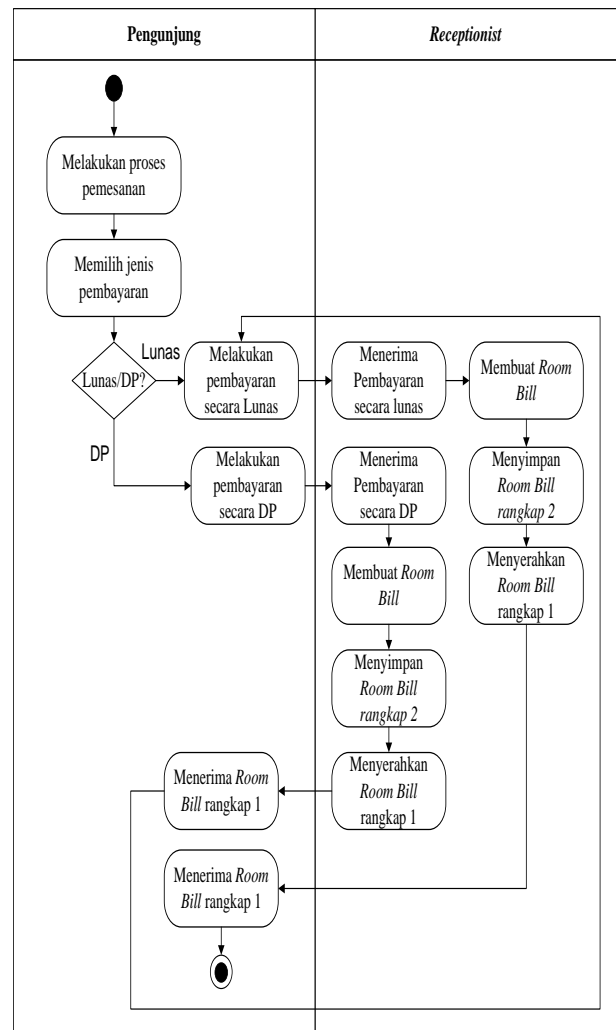 Pengunjung
Receptionist
Melakukan proses
pemesanan
Memilih jenis
pembayaran
Lunas/DP?
Lunas
DP
Melakukan
pembayaran
secara Lunas
Menerima
Pembayaran
secara lunas
Membuat Room
Bill
Menyimpan
Room Bill
rangkap 2
Menyerahkan
Room Bill
rangkap 1
Melakukan
pembayaran
secara DP
Menerima
Pembayaran
secara DP
Membuat Room
Bill
Menyimpan
Room Bill
rangkap 2
Menyerahkan
Room Bill
rangkap 1
Menerima Room
Bill rangkap 1
Menerima Room
Bill rangkap 1